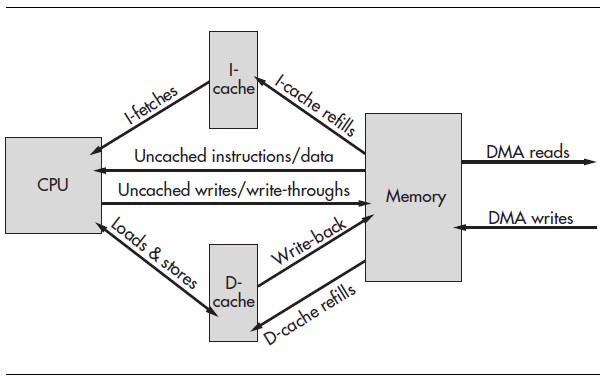 I-
cache
I-fetches
I-cache refills
Uncached instructions/data
DMA reads
CPU
Uncached writes/write-throughs
Memory
DMA writes
Loads & stores
Write-back
D-
cache
D-cache refills